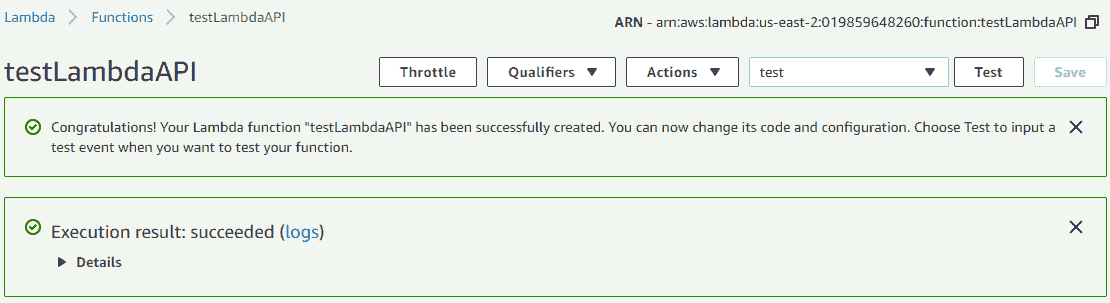 Lambda > Functions > testLambdaAPI
ARN - arn:aws:lambda:us-east-2:019859648260:function:testLambdaAPI
testLambdaAPI
Throttle Qualifiers Actions test Test Save
Congratulations! Your Lambda function "testLambdaAPI" has been successfully created. You can now change its code and configuration. Choose Test to input a
test event when you want to test your function.
Execution result: succeeded (logs)
Details